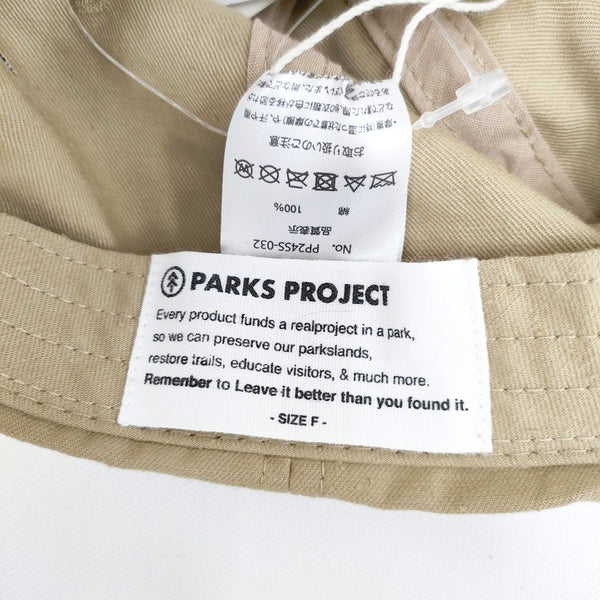 PARKS PROJECT
Every product funds a realproject in a park,
so we can preserve our parkslands,
restore trails, educate visitors, & much more.
Remenber to Leave it better than you found it.
- SIZE F -
No. PP24SS-032
品質表示
綿 100%
お取り扱いのご注意